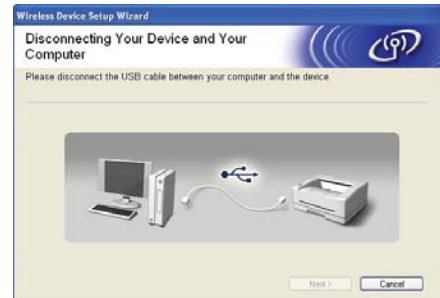 Wireless Device Setup Wizard
Disconnecting Your Device and Your
Computer
Please disconnect the USB cable between your computer and the device.
Next >
Cancel